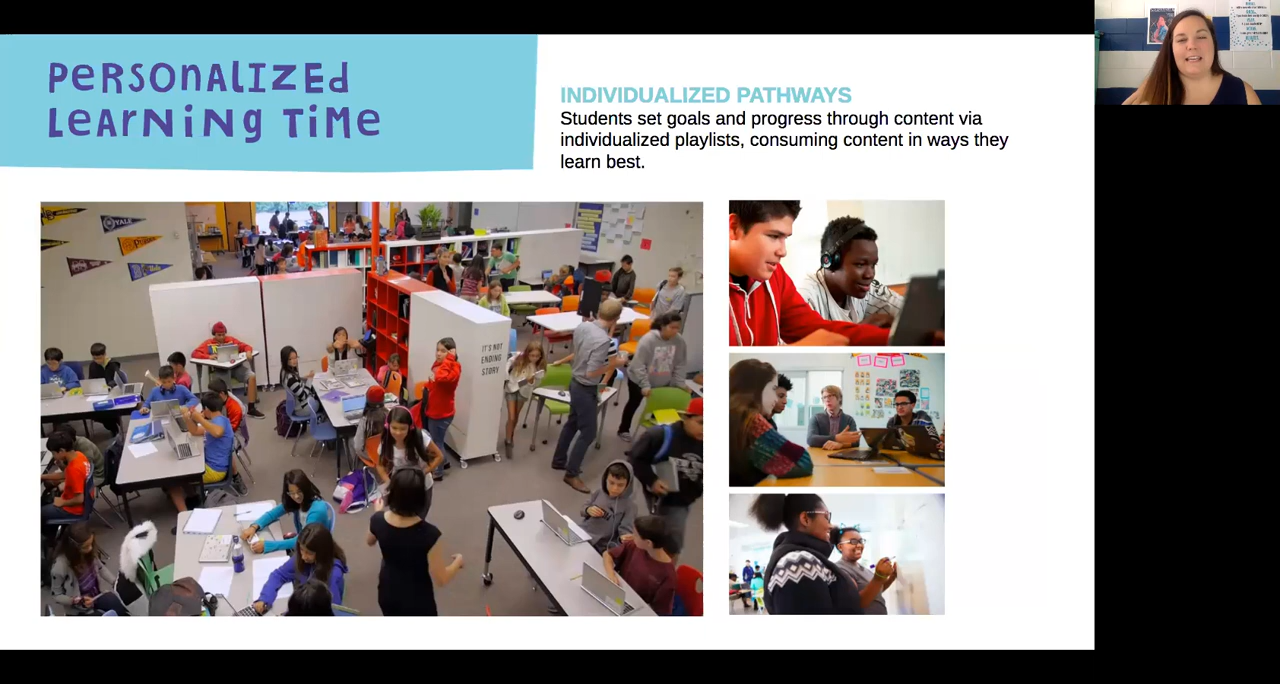 PERSONALIZED
LEARNING TIME
INDIVIDUALIZED PATHWAYS
Students set goals and progress through content via
individualized playlists, consuming content in ways they
learn best.
YALE
IT'S NOT
ENDING
STORY